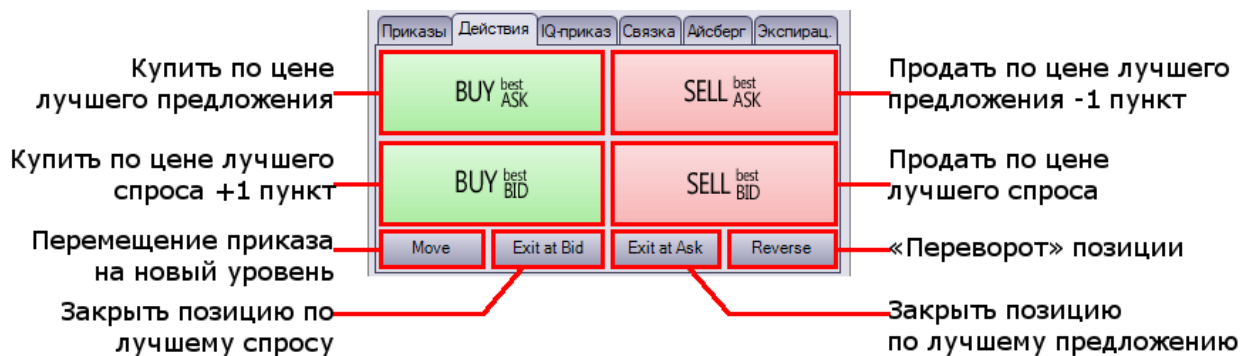 Приказы Действия IQ-приказ Связка Айсберг Экспирац.
Купить по цене
лучшего предложения
BUY best ASK
SELL best ASK
Продать по цене лучшего
предложения -1 пункт
Купить по цене лучшего
спроса +1 пункт
BUY best BID
SELL best BID
Продать по цене
лучшего спроса
Перемещение приказа
на новый уровень
Move Exit at Bid Exit at Ask Reverse
«Переворот» позиции
Закрыть позицию по
лучшему спросу
Закрыть позицию
по лучшему предложению